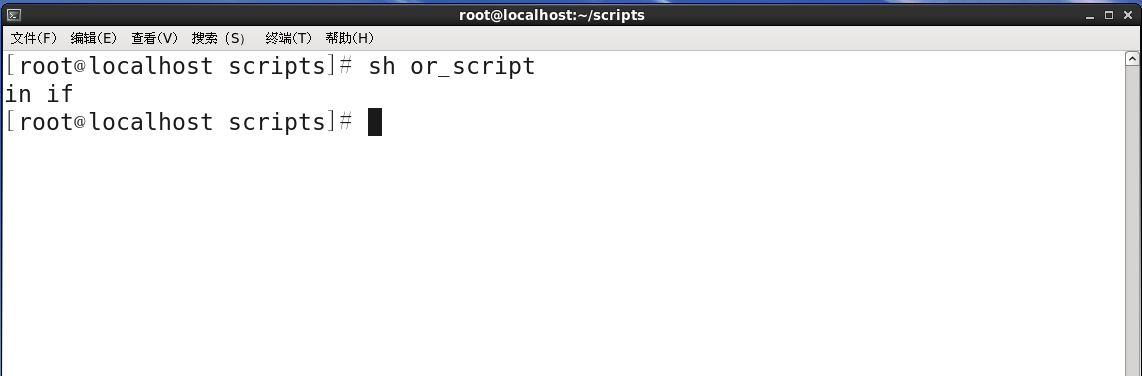 root@localhost:~/scripts
文件(F) 编辑(E) 查看(V) 搜索 (S) 终端(T) 帮助(H)
[root@localhost scripts]# sh or_script
in if
[root@localhost scripts]#